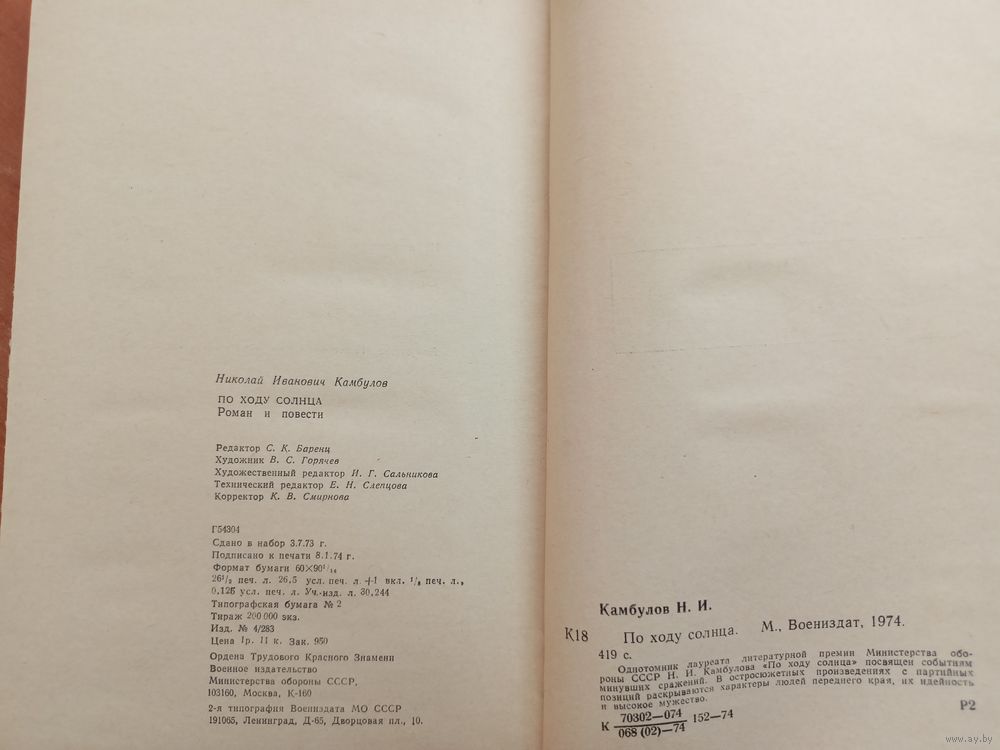 Николай Иванович Камбулов
ПО ХОДУ СОЛНЦА
Роман и повести
Редактор С. К. Баренц
Художник В. С. Горячев
Художественный редактор И. Г. Сальникова
Технический редактор Е. Н. Слепцова
Корректор К. В. Смирнова
Г54304
Сдано в набор 3.7.73 г.
Подписано к печати 8.1.74 г.
Формат бумаги 60×90¹/₁₆
26¹/₂ печ. л. 26,5 усл. печ. л +1 вкл. ¹/₈ печ. л.,
0,125 усл. печ. л. Уч.-изд. л. 30,244
Типографская бумага № 2
Тираж 200 000 экз.
Изд. № 4/283
Цена 1р. 11 к. Зак. 950
Ордена Трудового Красного Знамени
Военное издательство
Министерства обороны СССР,
103160, Москва, К-160
2-я типография Воениздата МО СССР
191065, Ленинград, Д-65, Дворцовая пл., 10.
Камбулов Н. И.
К18 По ходу солнца. М., Воениздат, 1974.
419 с.
Однотомник лауреата литературной премии Министерства обо-
роны СССР Н. И. Камбулова «По ходу солнца» посвящен событиям
минувших сражений. В остросюжетных произведениях с партийных
позиций раскрываются характеры людей переднего края, их идейность
и высокое мужество.
К 70302—074 / 068 (02)—74 152—74
Р2
www.ay.by